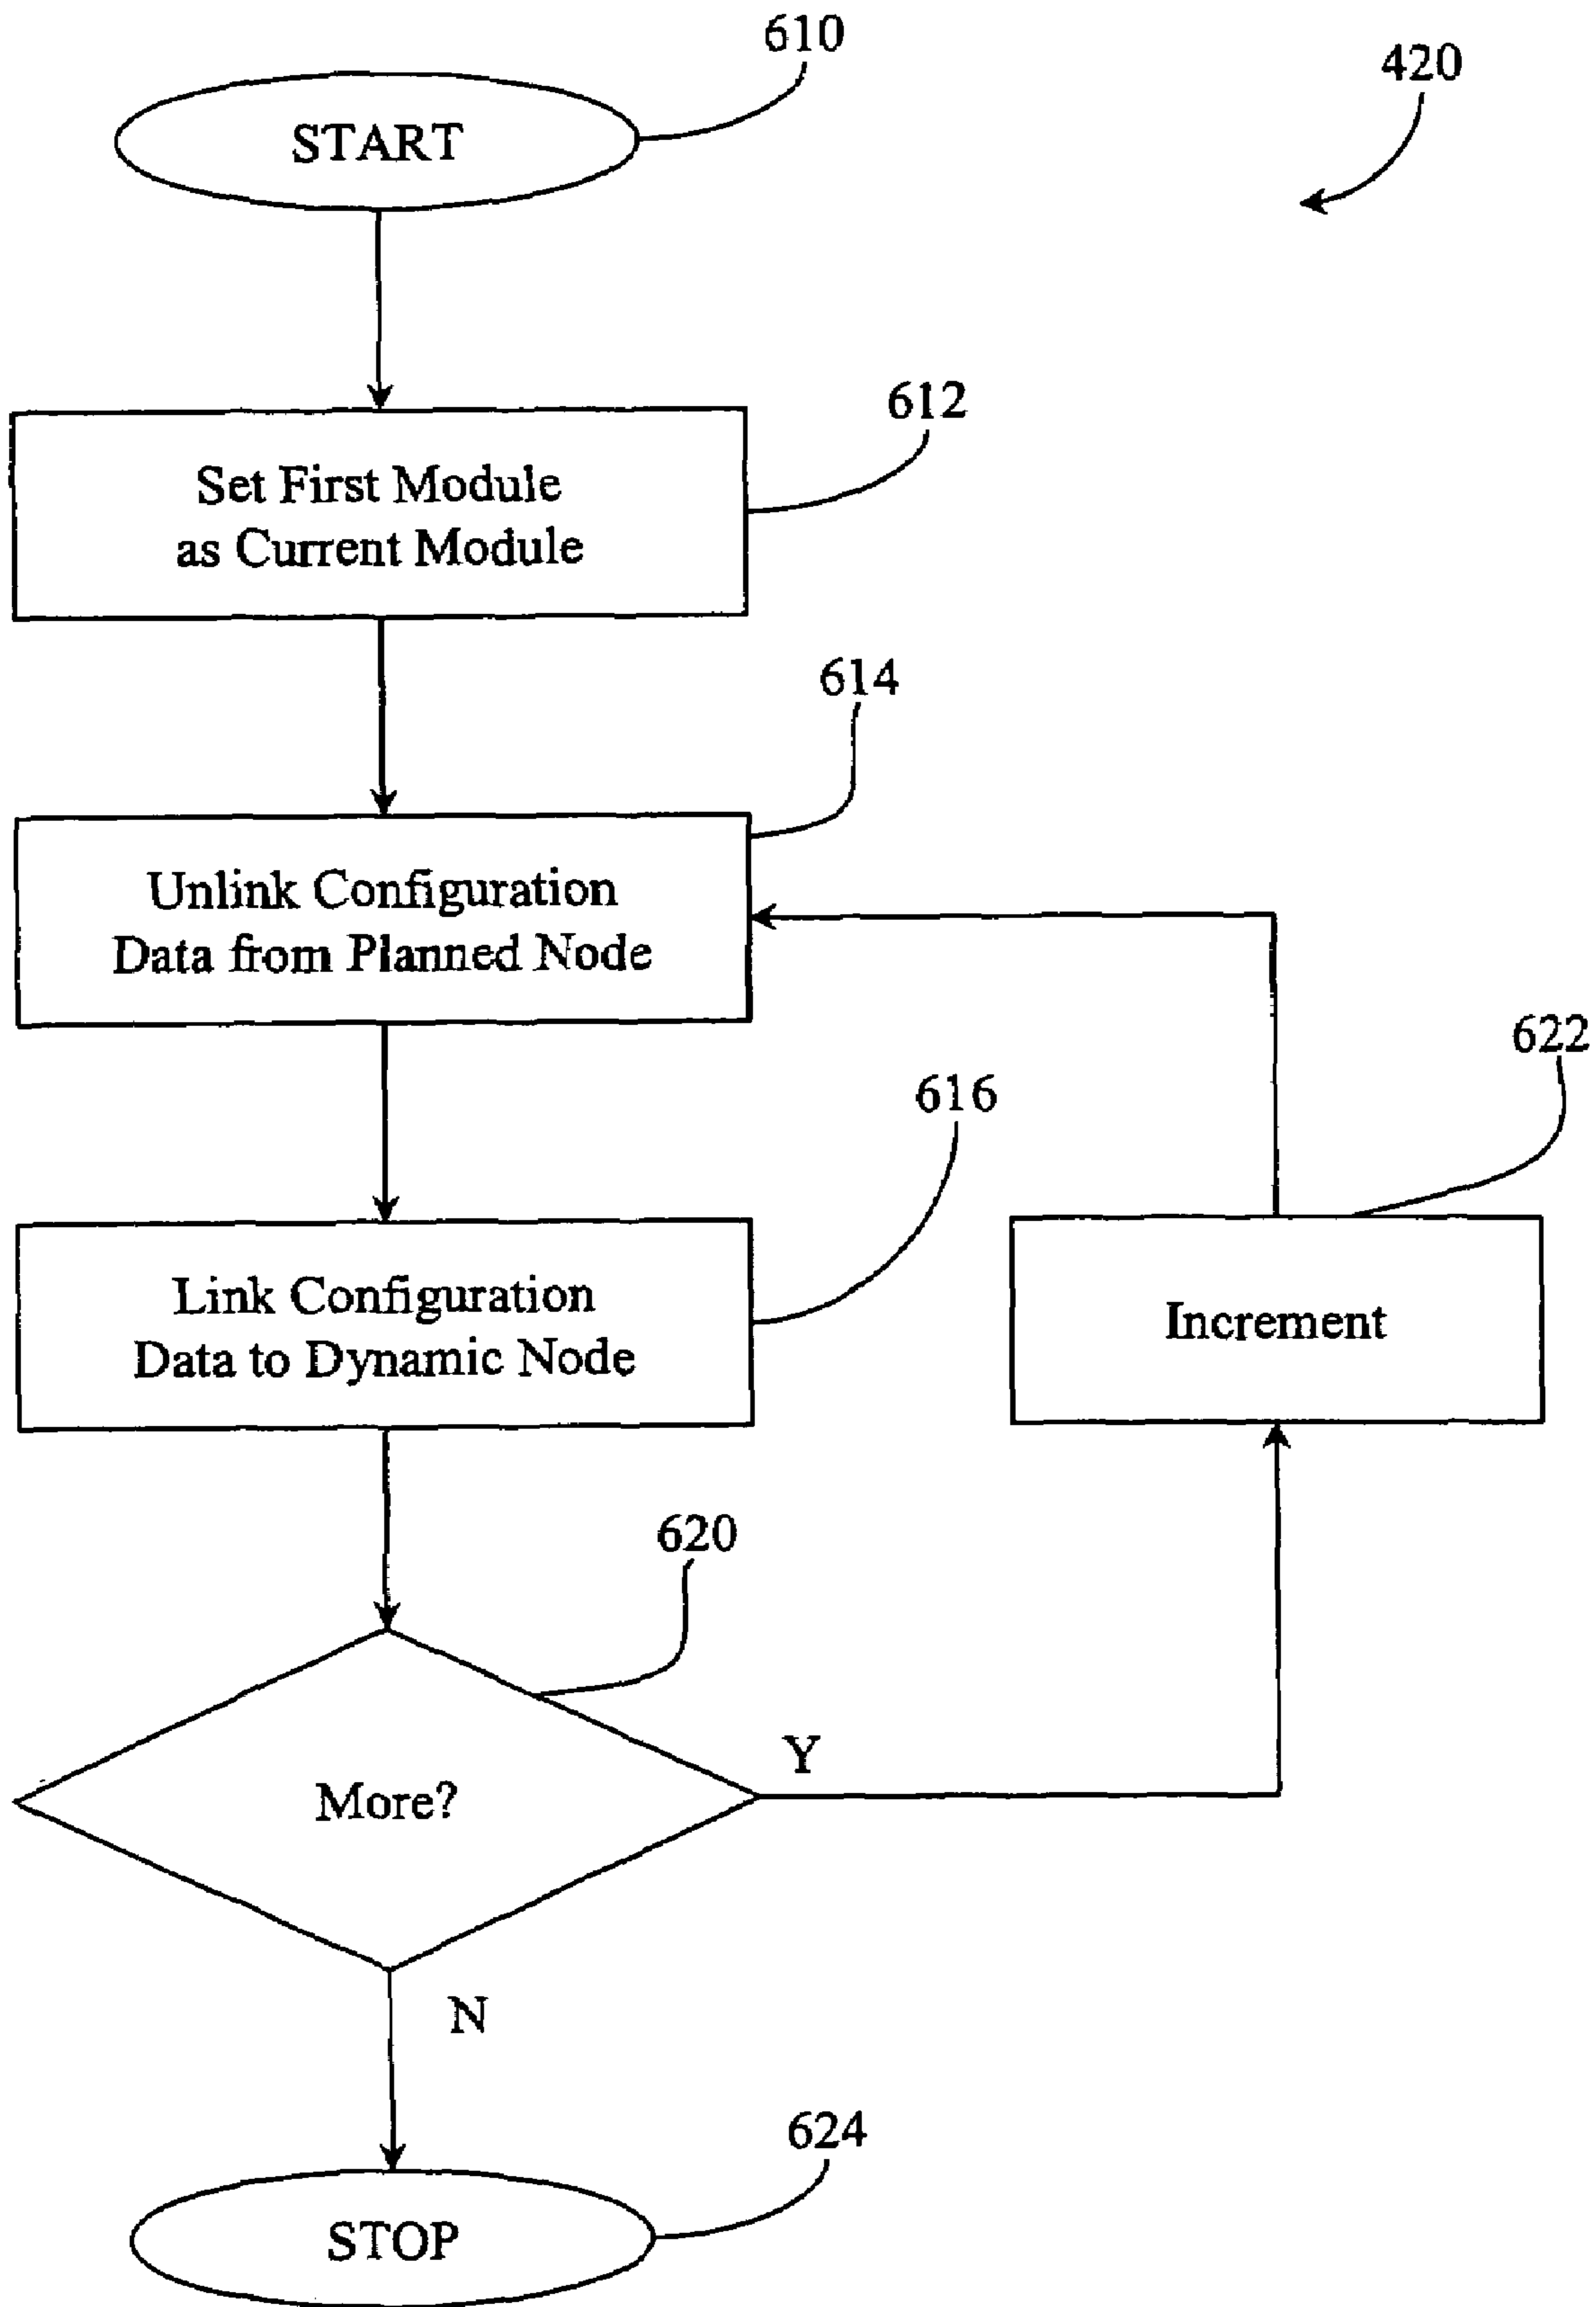 610
420
START
612
Set First Module
as Current Module
614
Unlink Configuration
Data from Planned Node
622
616
Link Configuration
Data to Dynamic Node
Increment
620
Y
More?
N
624
STOP